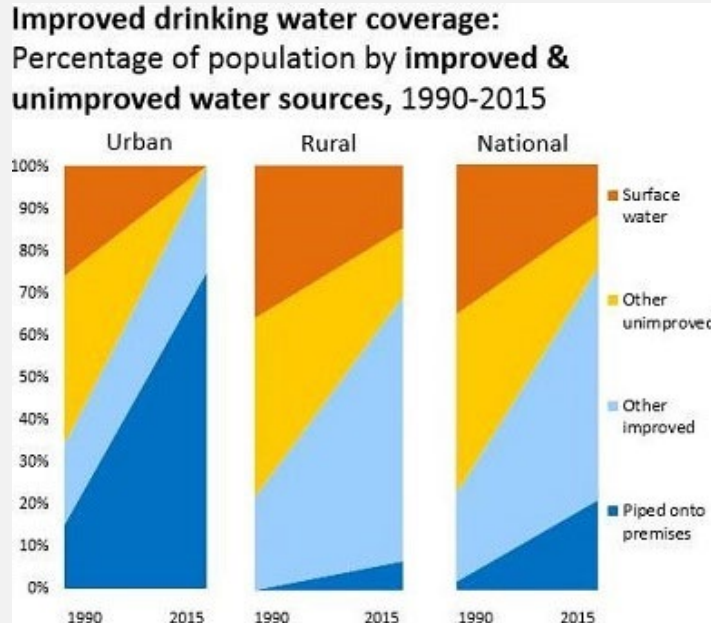 Improved drinking water coverage:
Percentage of population by improved &
unimproved water sources, 1990-2015
Urban
Rural
National
100%
90%
80%
70%
60%
50%
40%
30%
20%
10%
0%
1990 2015
1990 2015
1990 2015
Surface
water
Other
unimproved
Other
improved
Piped onto
premises